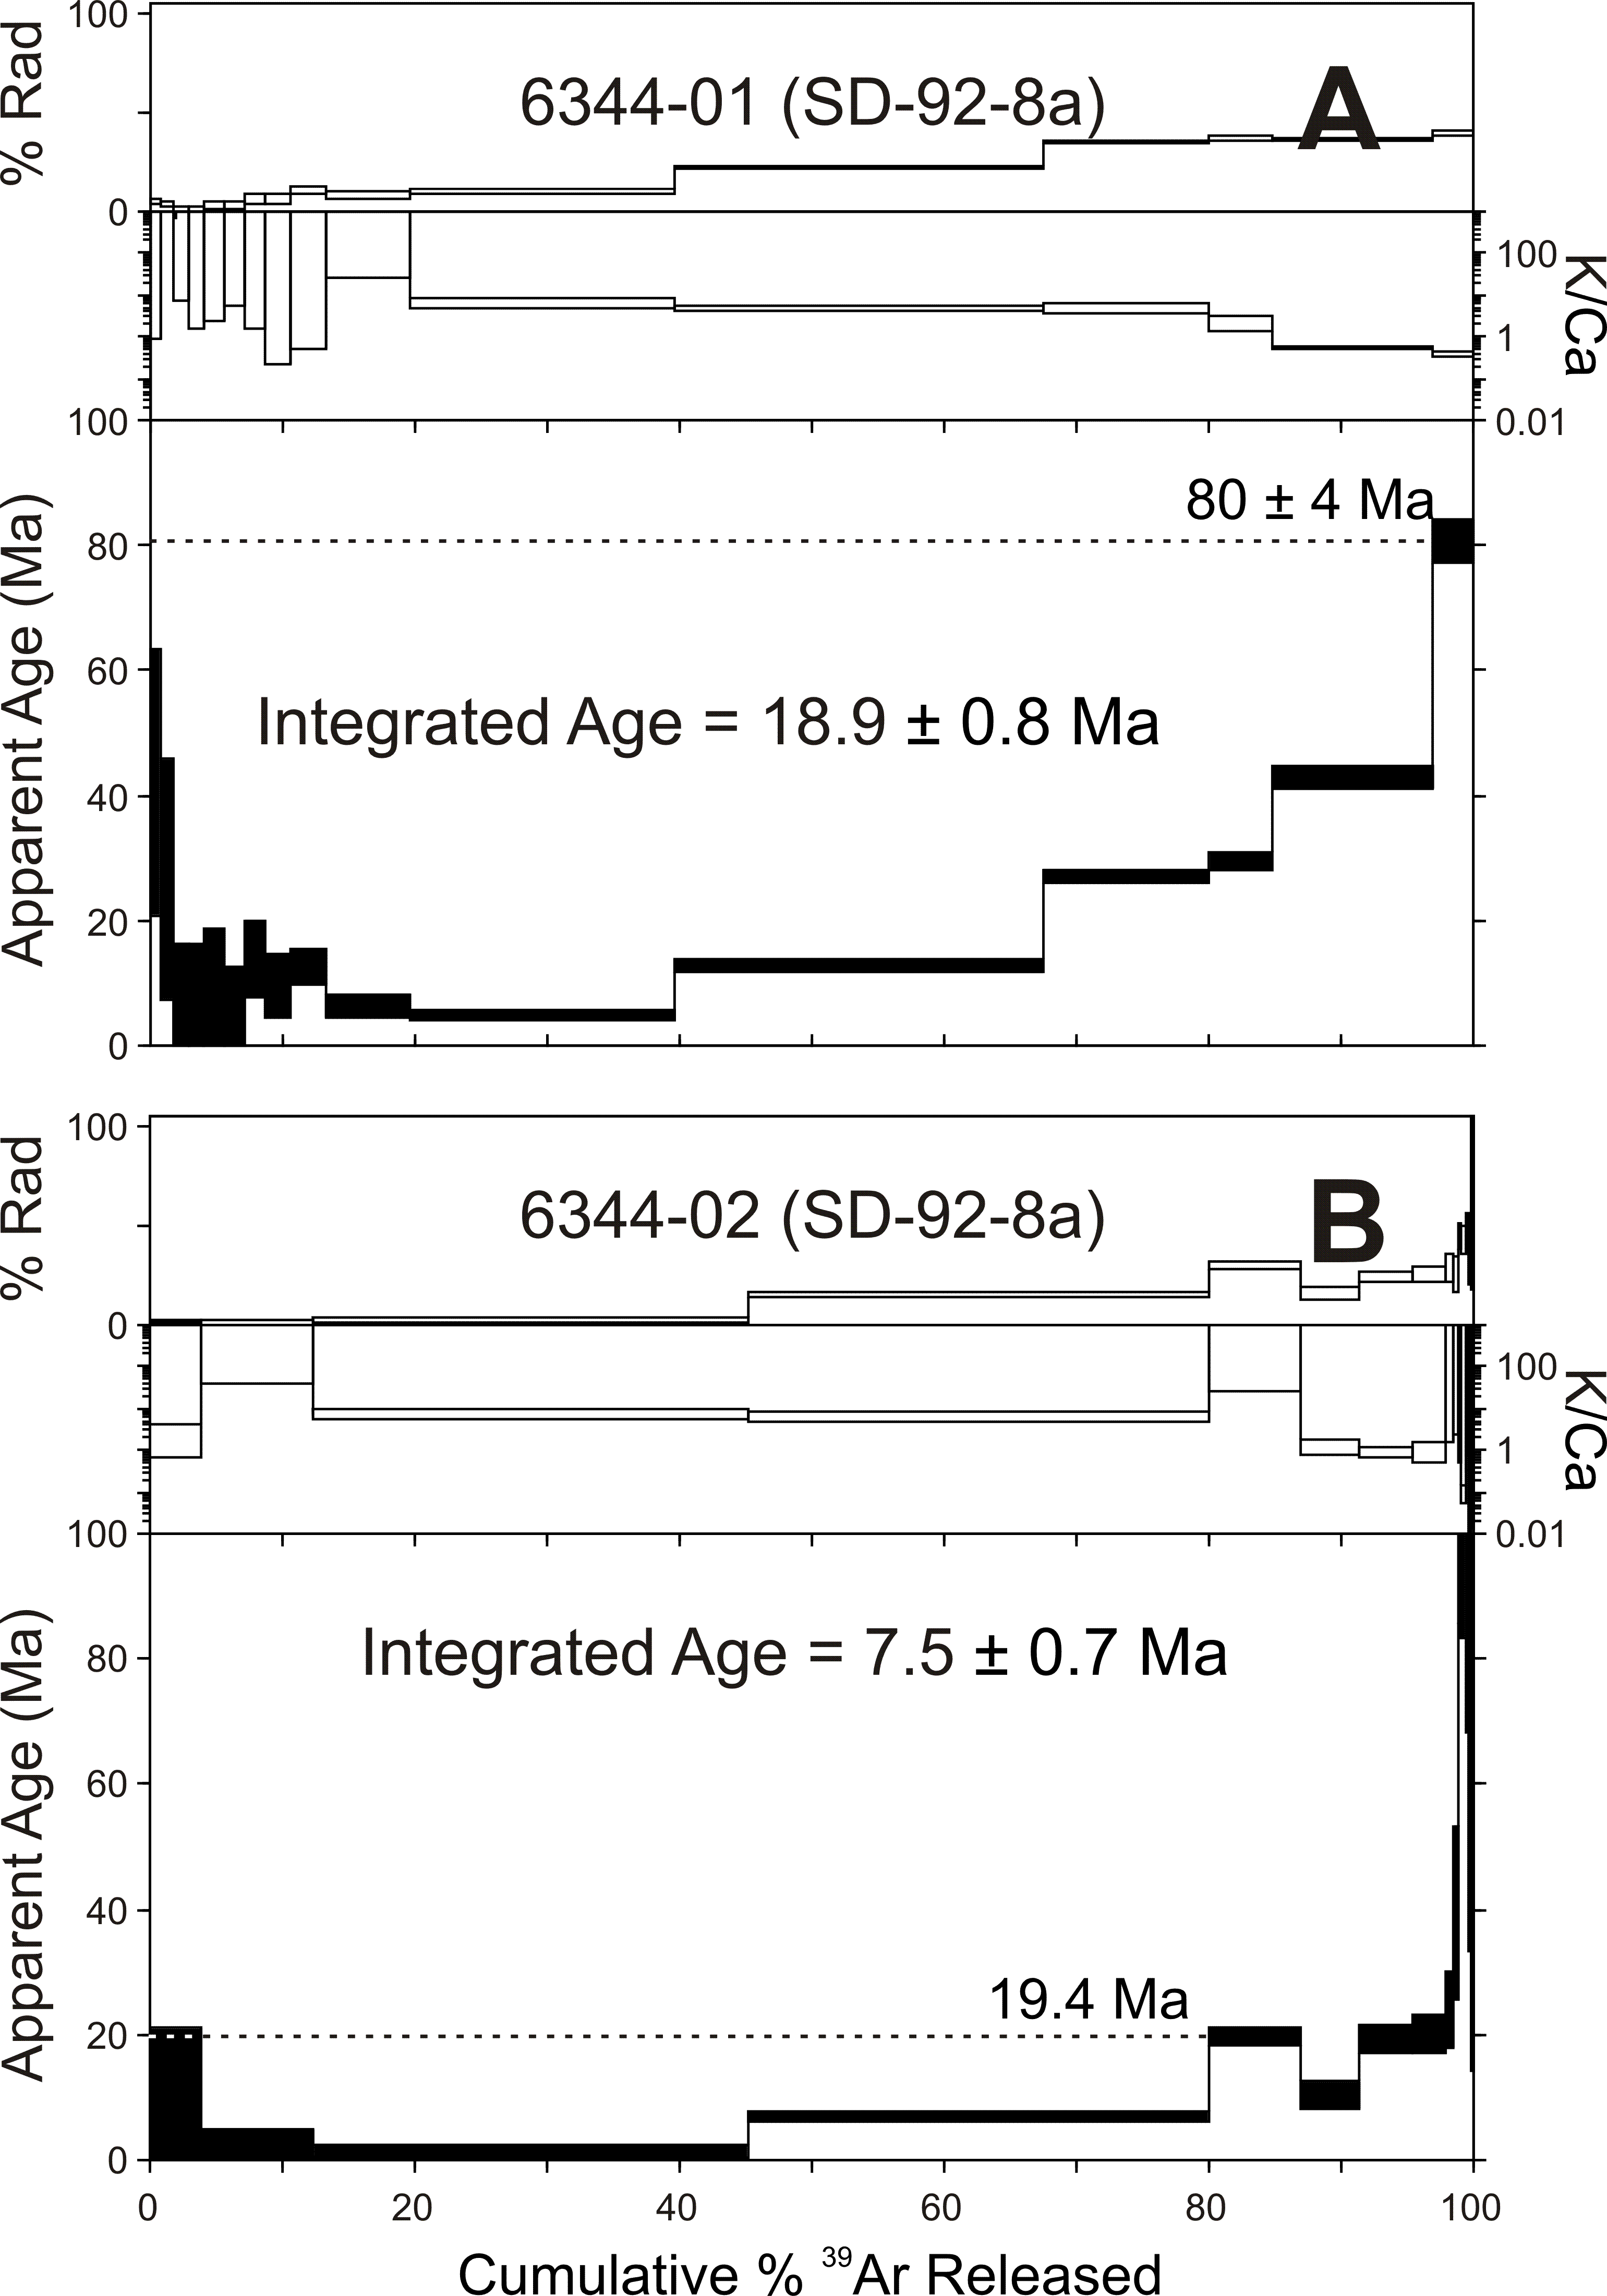 100
% Rad
6344-01 (SD-92-8a)
A
0
100
1
0.01
K/Ca
100
80 ± 4 Ma
80
60
Integrated Age = 18.9 ± 0.8 Ma
40
20
0
Apparent Age (Ma)
100
% Rad
6344-02 (SD-92-8a)
B
0
100
1
0.01
K/Ca
100
Integrated Age = 7.5 ± 0.7 Ma
80
60
40
19.4 Ma
20
0
Apparent Age (Ma)
0 20 40 60 80 100
Cumulative % ³⁹Ar Released